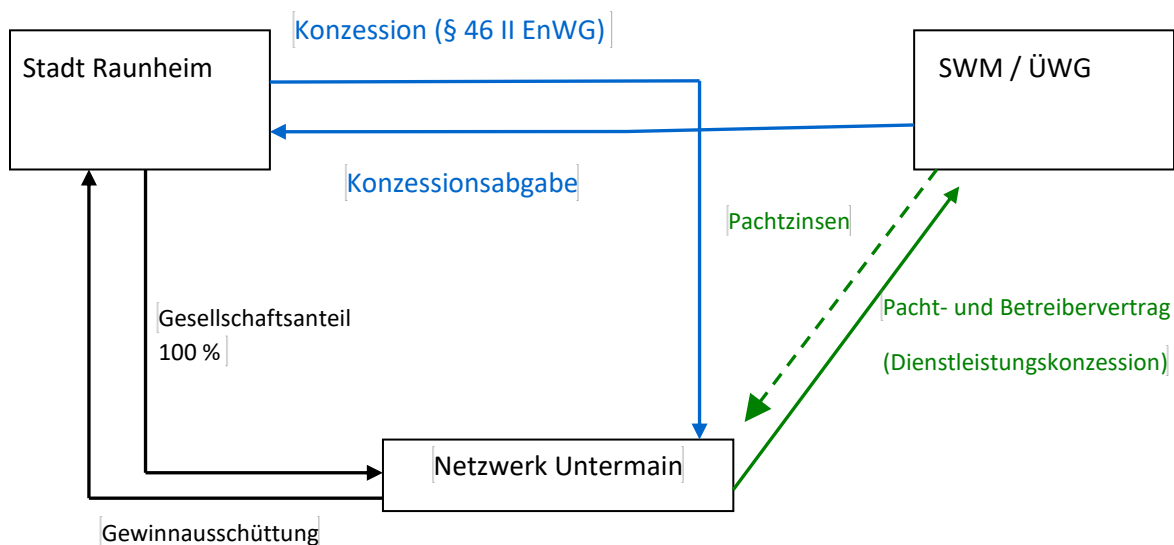 Konzession (§ 46 II EnWG)
Stadt Raunheim
SWM / ÜWG
Konzessionsabgabe
Pachtzinsen
Gesellschaftsanteil
100 %
Pacht- und Betreibervertrag
(Dienstleistungskonzession)
Netzwerk Untermain
Gewinnausschüttung